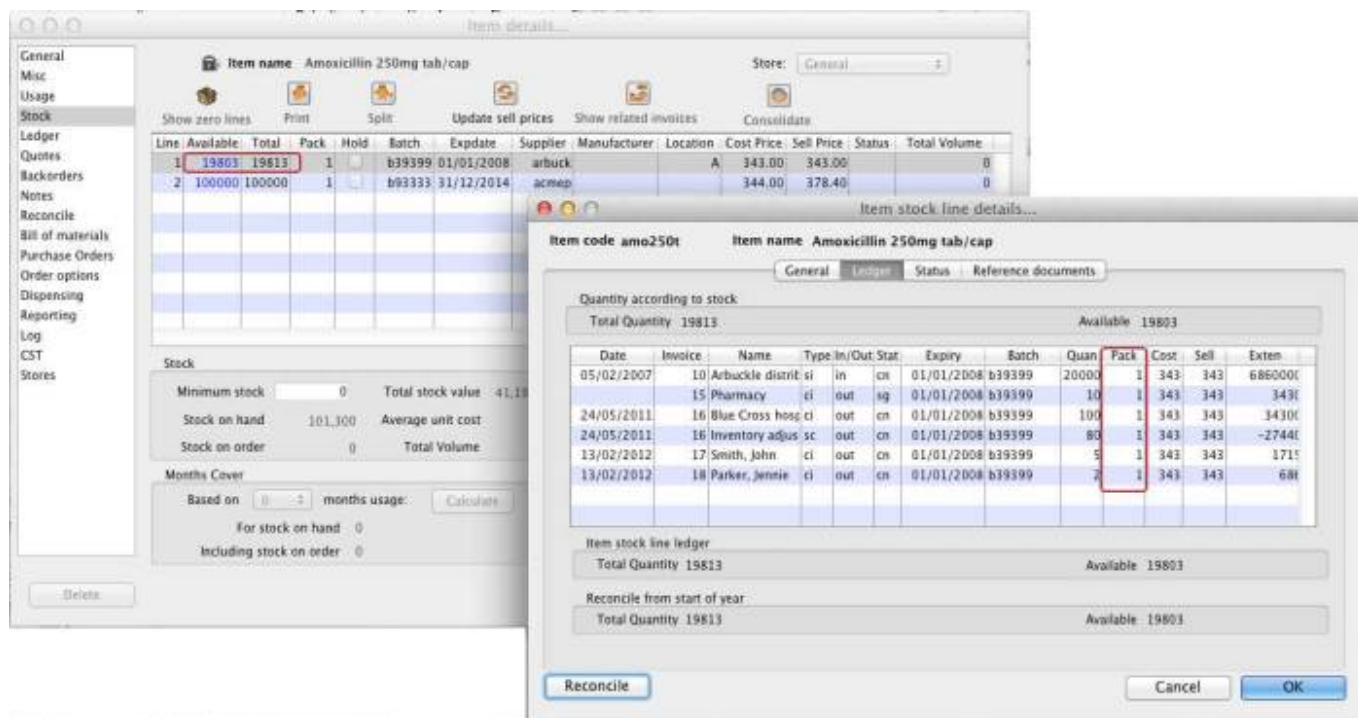 Item details...
General
Misc
Usage
Stock
Ledger
Quotes
Backorders
Notes
Reconcile
Bill of materials
Purchase Orders
Order options
Dispensing
Reporting
Log
CST
Stores
Delete
Item name Amoxicillin 250mg tab/cap Store: General
Show zero lines Print Split Update sell prices Show related invoices Consolidate
Line Available Total Pack Hold Batch Expdate Supplier Manufacturer Location Cost Price Sell Price Status Total Volume
1 19803 19813 1 b39399 01/01/2008 arbuck A 343.00 343.00 0
2 100000 100000 1 b93333 31/12/2014 acmep 344.00 378.40 0
Stock
Minimum stock 0 Total stock value
Stock on hand 101,300 Average unit cost
Stock on order 0 Total Volume
Months Cover
Based on 0 months usage: Calculate
For stock on hand 0
Including stock on order 0
Item stock line details...
Item code amo250t Item name Amoxicillin 250mg tab/cap
General Ledger Status Reference documents
Quantity according to stock
Total Quantity 19813 Available 19803
Date Invoice Name Type In/Out Stat Expiry Batch Quan Pack Cost Sell Exten
05/02/2007 10 Arbuckle distrib si in cn 01/01/2008 b39399 20000 1 343 343 6860000
15 Pharmacy ci out sg 01/01/2008 b39399 10 1 343 343 3430
24/05/2011 16 Blue Cross hosp ci out cn 01/01/2008 b39399 100 1 343 343 34300
24/05/2011 16 Inventory adjus sc out cn 01/01/2008 b39399 80 1 343 343 -27440
13/02/2012 17 Smith, John ci out cn 01/01/2008 b39399 5 1 343 343 1715
13/02/2012 18 Parker, Jennie ci out cn 01/01/2008 b39399 2 1 343 343 686
Item stock line ledger
Total Quantity 19813 Available 19803
Reconcile from start of year
Total Quantity 19813 Available 19803
Reconcile Cancel OK